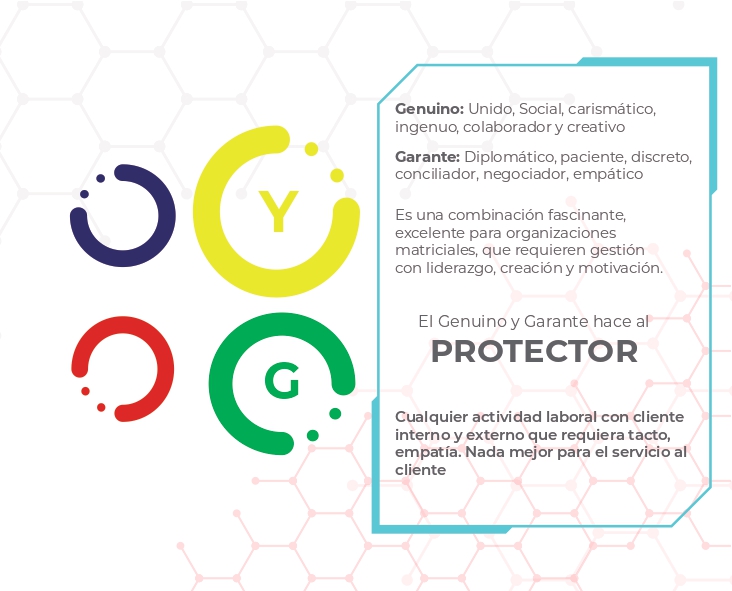 Y
G
Genuino: Unido, Social, carismático,
ingenuo, colaborador y creativo
Garante: Diplomático, paciente, discreto,
conciliador, negociador, empático
Es una combinación fascinante,
excelente para organizaciones
matriciales, que requieren gestión
con liderazgo, creación y motivación.
El Genuino y Garante hace al
PROTECTOR
Cualquier actividad laboral con cliente
interno y externo que requiera tacto,
empatía. Nada mejor para el servicio al
cliente